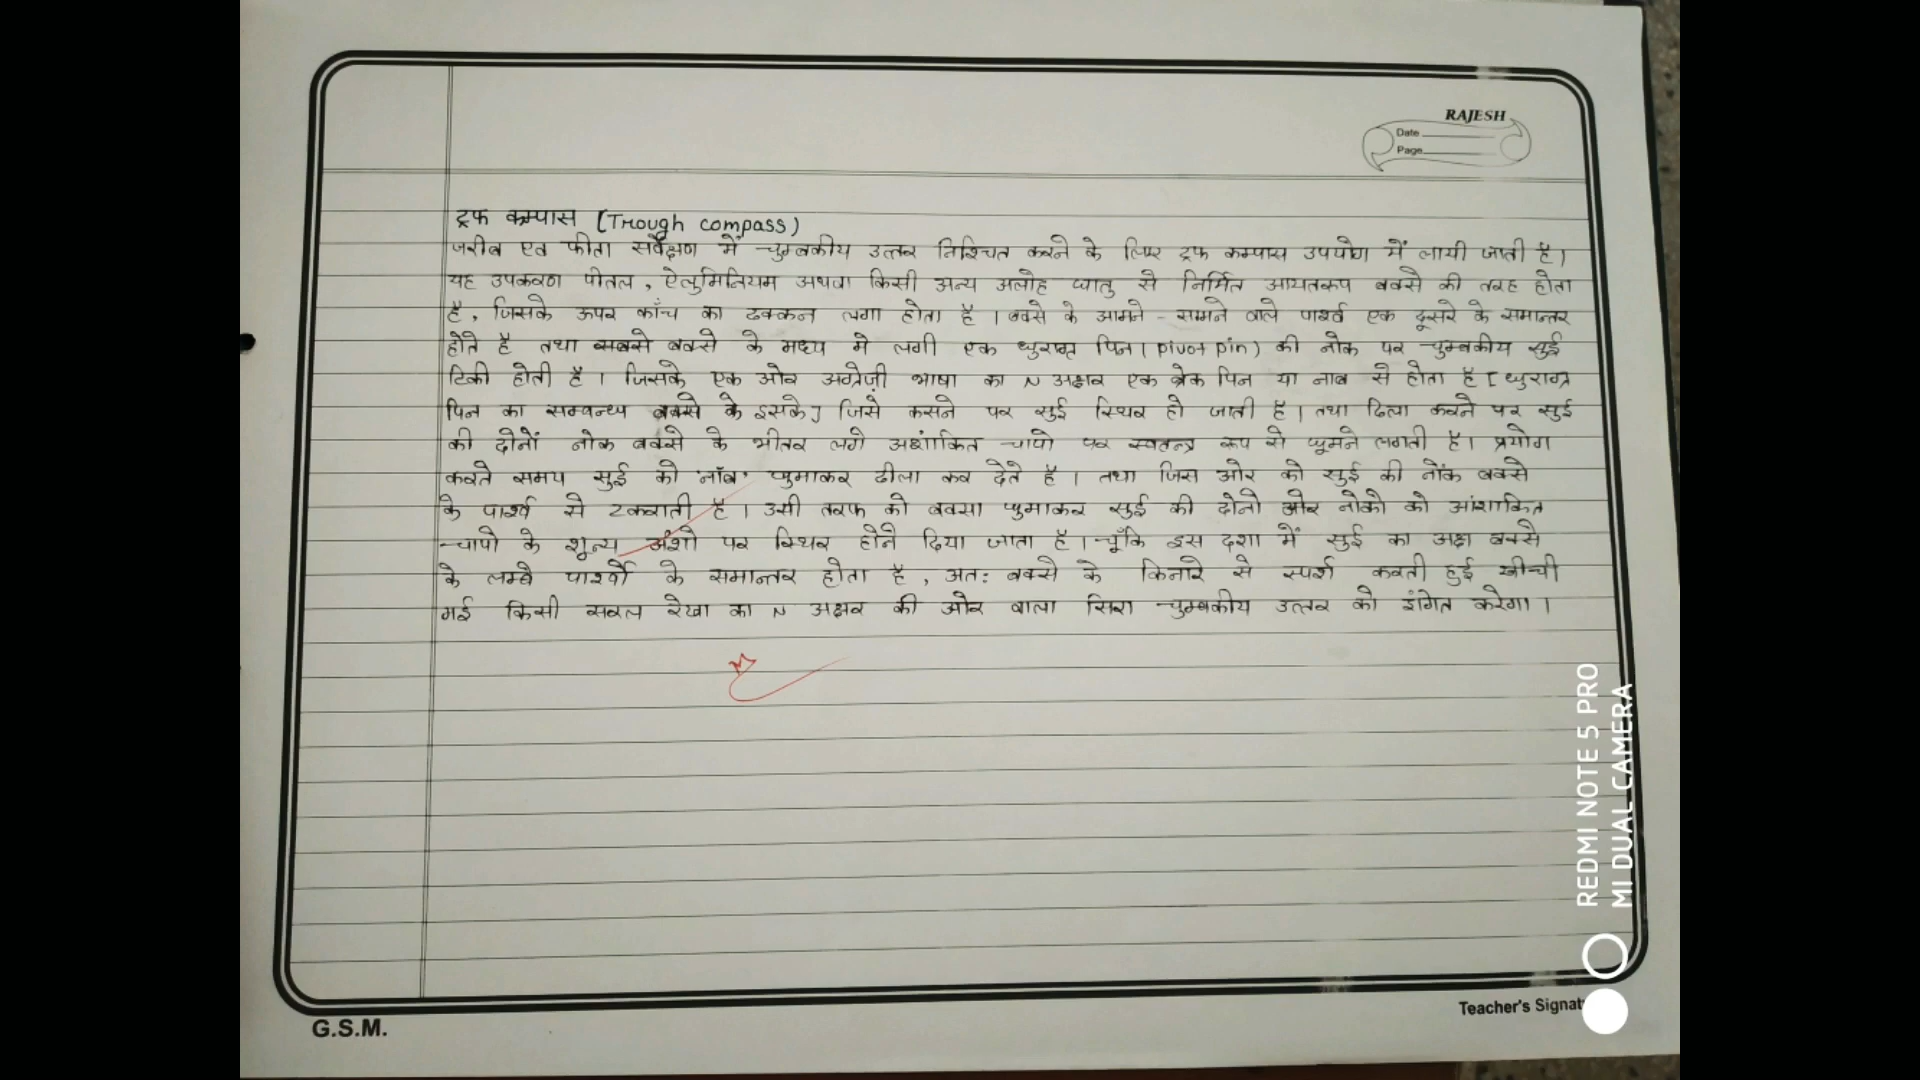 RAJESH
Date
Page
ट्रफ कम्पास (Trough compass)
जरीब एव फीता सर्वेक्षण में चुम्बकीय उत्तर निश्चित करने के लिए ट्रफ कम्पास उपयोग में लायी जाती है।
यह उपकरण पीतल, ऐलुमिनियम अथवा किसी अन्य अलोह धातु से निर्मित आयतरूप बक्से की तरह होता
है, जिसके ऊपर काँच का ढक्कन लगा होता है । बक्से के आमने - सामने वाले पार्श्व एक दूसरे के समान्तर
होते है तथा बक्से के मध्य मे लगी एक धुराग्र पिन (pivot pin) की नोक पर चुम्बकीय सुई
टिकी होती है । जिसके एक ओर अंग्रेजी भाषा का N अक्षर एक ब्रेक पिन या नाब से होता है [ धुराग्र
पिन का सम्बन्ध बक्से के इसके] जिसे कसने पर सुई स्थिर हो जाती है । तथा ढिला करने पर सुई
की दोनों नोक बक्से के भीतर लगे अशांकित चापो पर स्वतन्त्र रूप से घूमने लगती है। प्रयोग
करते समय सुई को 'नॉब' घुमाकर ढीला कर देते है । तथा जिस ओर को सुई की नोंक बक्से
के पार्श्व से टकराती है । उसी तरफ को बक्सा घुमाकर सुई की दोनो ओर नोको को आंशाकित
चापो के शून्य अंशो पर स्थिर होने दिया जाता है । चूँकि इस दशा में सुई का अक्ष बक्से
के लम्बे पार्श्वो के समान्तर होता है, अतः बक्से के किनारे से स्पर्श करती हुई खीची
गई किसी सरल रेखा का N अक्षर की ओर वाला सिरा चुम्बकीय उत्तर को इंगित करेगा ।
REDMI NOTE 5 PRO
MI DUAL CAMERA
Teacher's Signat
G.S.M.